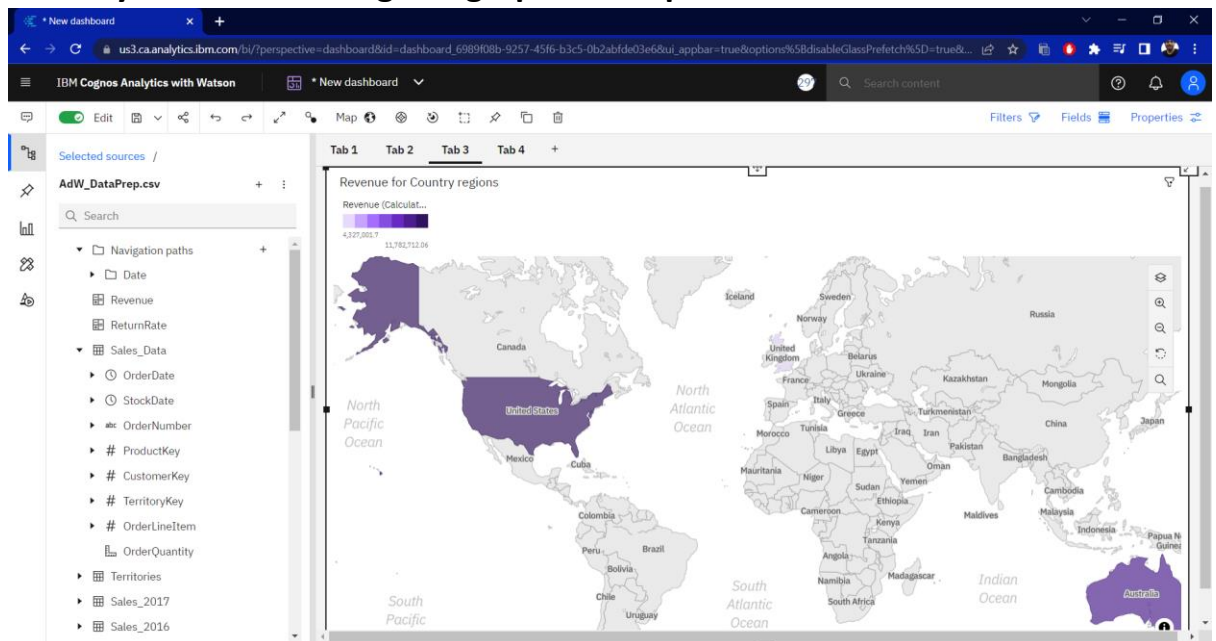 * New dashboard
us3.ca.analytics.ibm.com/bi/?perspective=dashboard&id=dashboard_6989f08b-9257-45f6-b3c5-0b2abfde03e6&ui_appbar=true&options%5BdisableGlassPrefetch%5D=true&...
IBM Cognos Analytics with Watson
* New dashboard
Search content
Edit
Map
Filters
Fields
Properties
Selected sources /
Tab 1 Tab 2 Tab 3 Tab 4 +
AdW_DataPrep.csv
Search
Navigation paths
Date
Revenue
ReturnRate
Sales_Data
OrderDate
StockDate
abc OrderNumber
# ProductKey
# CustomerKey
# TerritoryKey
# OrderLineItem
OrderQuantity
Territories
Sales_2017
Sales_2016
Revenue for Country regions
Revenue (Calculat...
4,327,001.7
11,782,712.06
Iceland
Sweden
Norway
Russia
Canada
United
Kingdom
Belarus
Ukraine
France
Kazakhstan
Mongolia
North
Pacific
Ocean
United States
North
Atlantic
Ocean
Spain
Italy
Greece
Turkmenistan
China
Japan
Morocco
Tunisia
Iraq
Iran
Pakistan
Mexico
Cuba
Libya
Egypt
Oman
Bangladesh
Mauritania
Niger
Sudan
Yemen
Cambodia
Ethiopia
Colombia
Cameroon
Kenya
Maldives
Malaysia
Indonesia
Papua N
Guinea
Tanzania
Peru
Brazil
Angola
Bolivia
Namibia
Madagascar
Indian
Ocean
Australia
South
Pacific
Chile
Uruguay
South
Atlantic
Ocean
South Africa